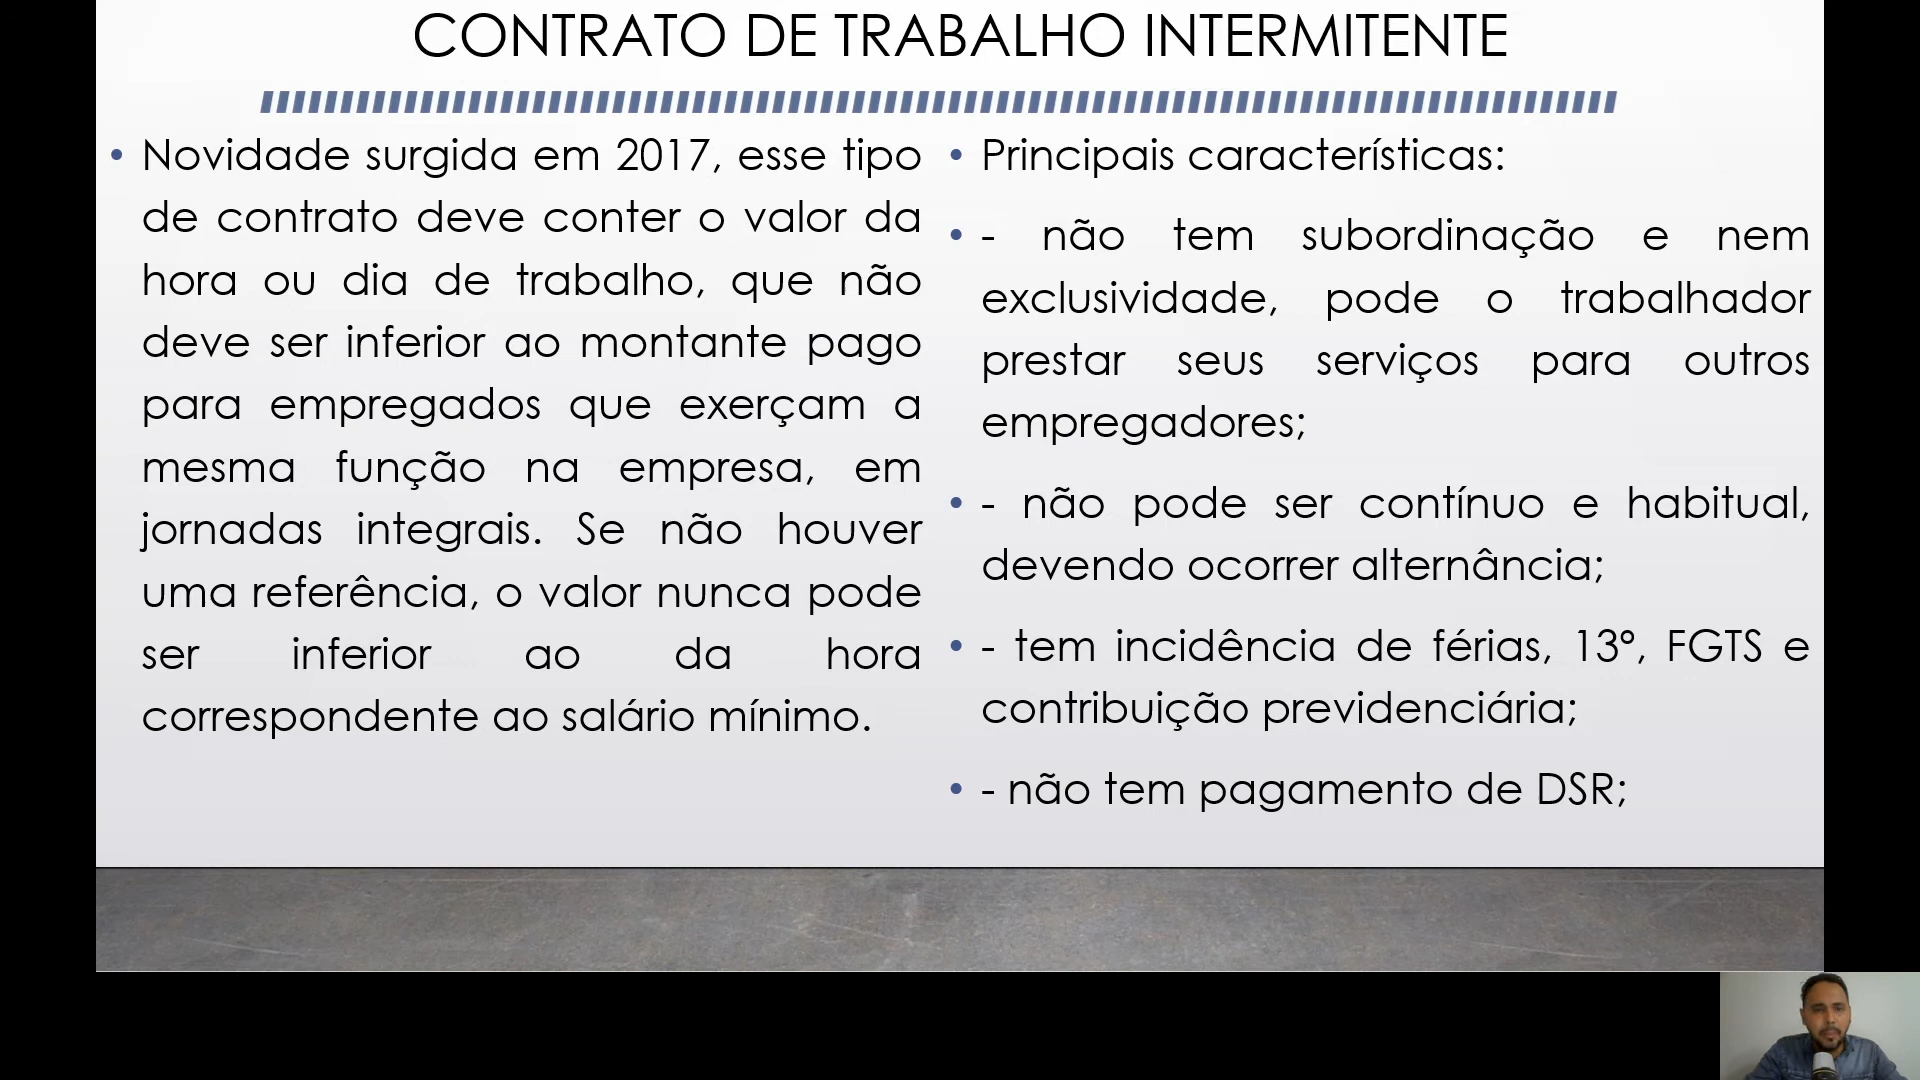 CONTRATO DE TRABALHO INTERMITENTE
• Novidade surgida em 2017, esse tipo
de contrato deve conter o valor da
hora ou dia de trabalho, que não
deve ser inferior ao montante pago
para empregados que exerçam a
mesma função na empresa, em
jornadas integrais. Se não houver
uma referência, o valor nunca pode
ser inferior ao da hora
correspondente ao salário mínimo.
• Principais características:
• - não tem subordinação e nem
exclusividade, pode o trabalhador
prestar seus serviços para outros
empregadores;
• - não pode ser contínuo e habitual,
devendo ocorrer alternância;
• - tem incidência de férias, 13º, FGTS e
contribuição previdenciária;
• - não tem pagamento de DSR;